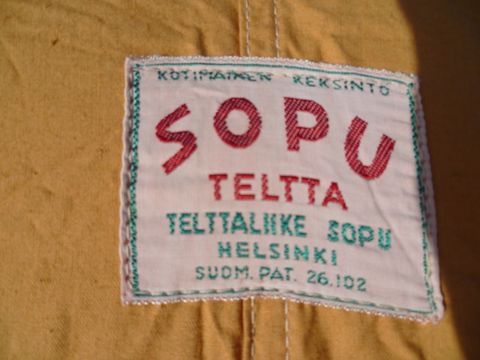 KOTIMAINEN KEKSINTÖ
SOPU
TELTTA
TELTTALIIKE SOPU
HELSINKI
SUOM. PAT. 26.102